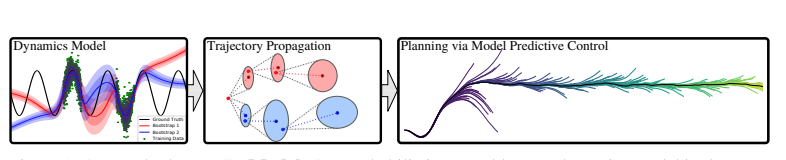 Dynamics Model
Ground Truth
Bootstrap 1
Bootstrap 2
Training Data
Trajectory Propagation
Planning via Model Predictive Control